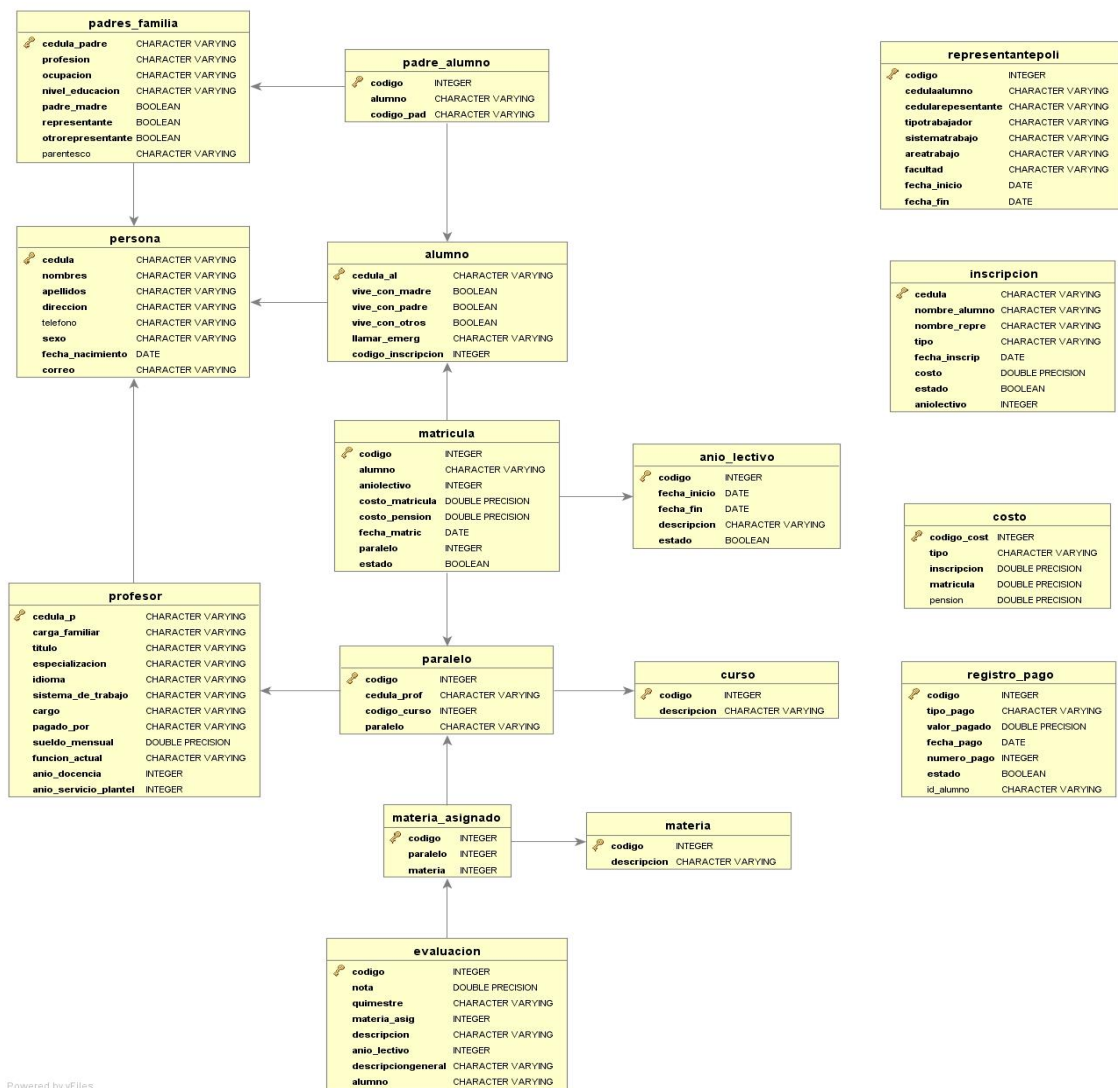 padres_familia
cedula_padre CHARACTER VARYING
profesion CHARACTER VARYING
ocupacion CHARACTER VARYING
nivel_educacion CHARACTER VARYING
padre_madre BOOLEAN
representante BOOLEAN
otrorepresentante BOOLEAN
parentesco CHARACTER VARYING
padre_alumno
codigo INTEGER
alumno CHARACTER VARYING
codigo_pad CHARACTER VARYING
representantepoli
codigo INTEGER
cedulaalumno CHARACTER VARYING
cedularepesentante CHARACTER VARYING
tipotrabajador CHARACTER VARYING
sistematrabajo CHARACTER VARYING
areatrabajo CHARACTER VARYING
facultad CHARACTER VARYING
fecha_inicio DATE
fecha_fin DATE
persona
cedula CHARACTER VARYING
nombres CHARACTER VARYING
apellidos CHARACTER VARYING
direccion CHARACTER VARYING
telefono CHARACTER VARYING
sexo CHARACTER VARYING
fecha_nacimiento DATE
correo CHARACTER VARYING
alumno
cedula_al CHARACTER VARYING
vive_con_madre BOOLEAN
vive_con_padre BOOLEAN
vive_con_otros BOOLEAN
llamar_emerg CHARACTER VARYING
codigo_inscripcion INTEGER
inscripcion
cedula CHARACTER VARYING
nombre_alumno CHARACTER VARYING
nombre_repre CHARACTER VARYING
tipo CHARACTER VARYING
fecha_inscrip DATE
costo DOUBLE PRECISION
estado BOOLEAN
aniolectivo INTEGER
matricula
codigo INTEGER
alumno CHARACTER VARYING
aniolectivo INTEGER
costo_matricula DOUBLE PRECISION
costo_pension DOUBLE PRECISION
fecha_matric DATE
paralelo INTEGER
estado BOOLEAN
anio_lectivo
codigo INTEGER
fecha_inicio DATE
fecha_fin DATE
descripcion CHARACTER VARYING
estado BOOLEAN
costo
codigo_cost INTEGER
tipo CHARACTER VARYING
inscripcion DOUBLE PRECISION
matricula DOUBLE PRECISION
pension DOUBLE PRECISION
profesor
cedula_p CHARACTER VARYING
carga_familiar CHARACTER VARYING
titulo CHARACTER VARYING
especializacion CHARACTER VARYING
idioma CHARACTER VARYING
sistema_de_trabajo CHARACTER VARYING
cargo CHARACTER VARYING
pagado_por CHARACTER VARYING
sueldo_mensual DOUBLE PRECISION
funcion_actual CHARACTER VARYING
anio_docencia INTEGER
anio_servicio_plantel INTEGER
paralelo
codigo INTEGER
cedula_prof CHARACTER VARYING
codigo_curso INTEGER
paralelo CHARACTER VARYING
curso
codigo INTEGER
descripcion CHARACTER VARYING
registro_pago
codigo INTEGER
tipo_pago CHARACTER VARYING
valor_pagado DOUBLE PRECISION
fecha_pago DATE
numero_pago INTEGER
estado BOOLEAN
id_alumno CHARACTER VARYING
materia_asignado
codigo INTEGER
paralelo INTEGER
materia INTEGER
materia
codigo INTEGER
descripcion CHARACTER VARYING
evaluacion
codigo INTEGER
nota DOUBLE PRECISION
quimestre CHARACTER VARYING
materia_asig INTEGER
descripcion CHARACTER VARYING
anio_lectivo INTEGER
descripciongeneral CHARACTER VARYING
alumno CHARACTER VARYING
Powered by yFiles